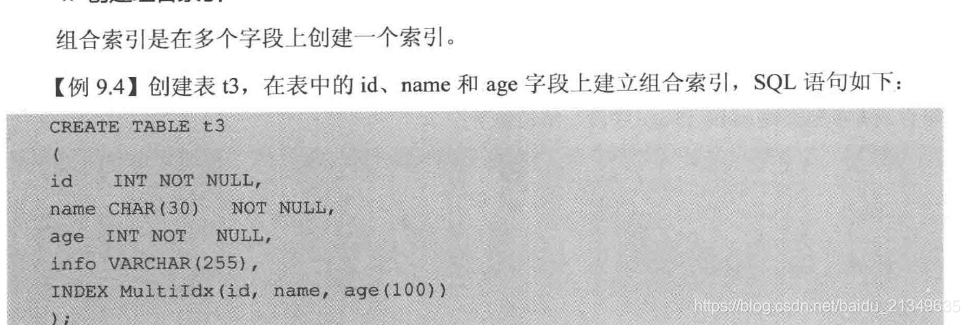 组合索引是在多个字段上创建一个索引。
【例 9.4】创建表 t3，在表中的 id、name 和 age 字段上建立组合索引，SQL 语句如下：
CREATE TABLE t3
(
id INT NOT NULL,
name CHAR(30) NOT NULL,
age INT NOT NULL,
info VARCHAR(255),
INDEX MultiIdx(id, name, age(100))
);
https://blog.csdn.net/baidu_21349635